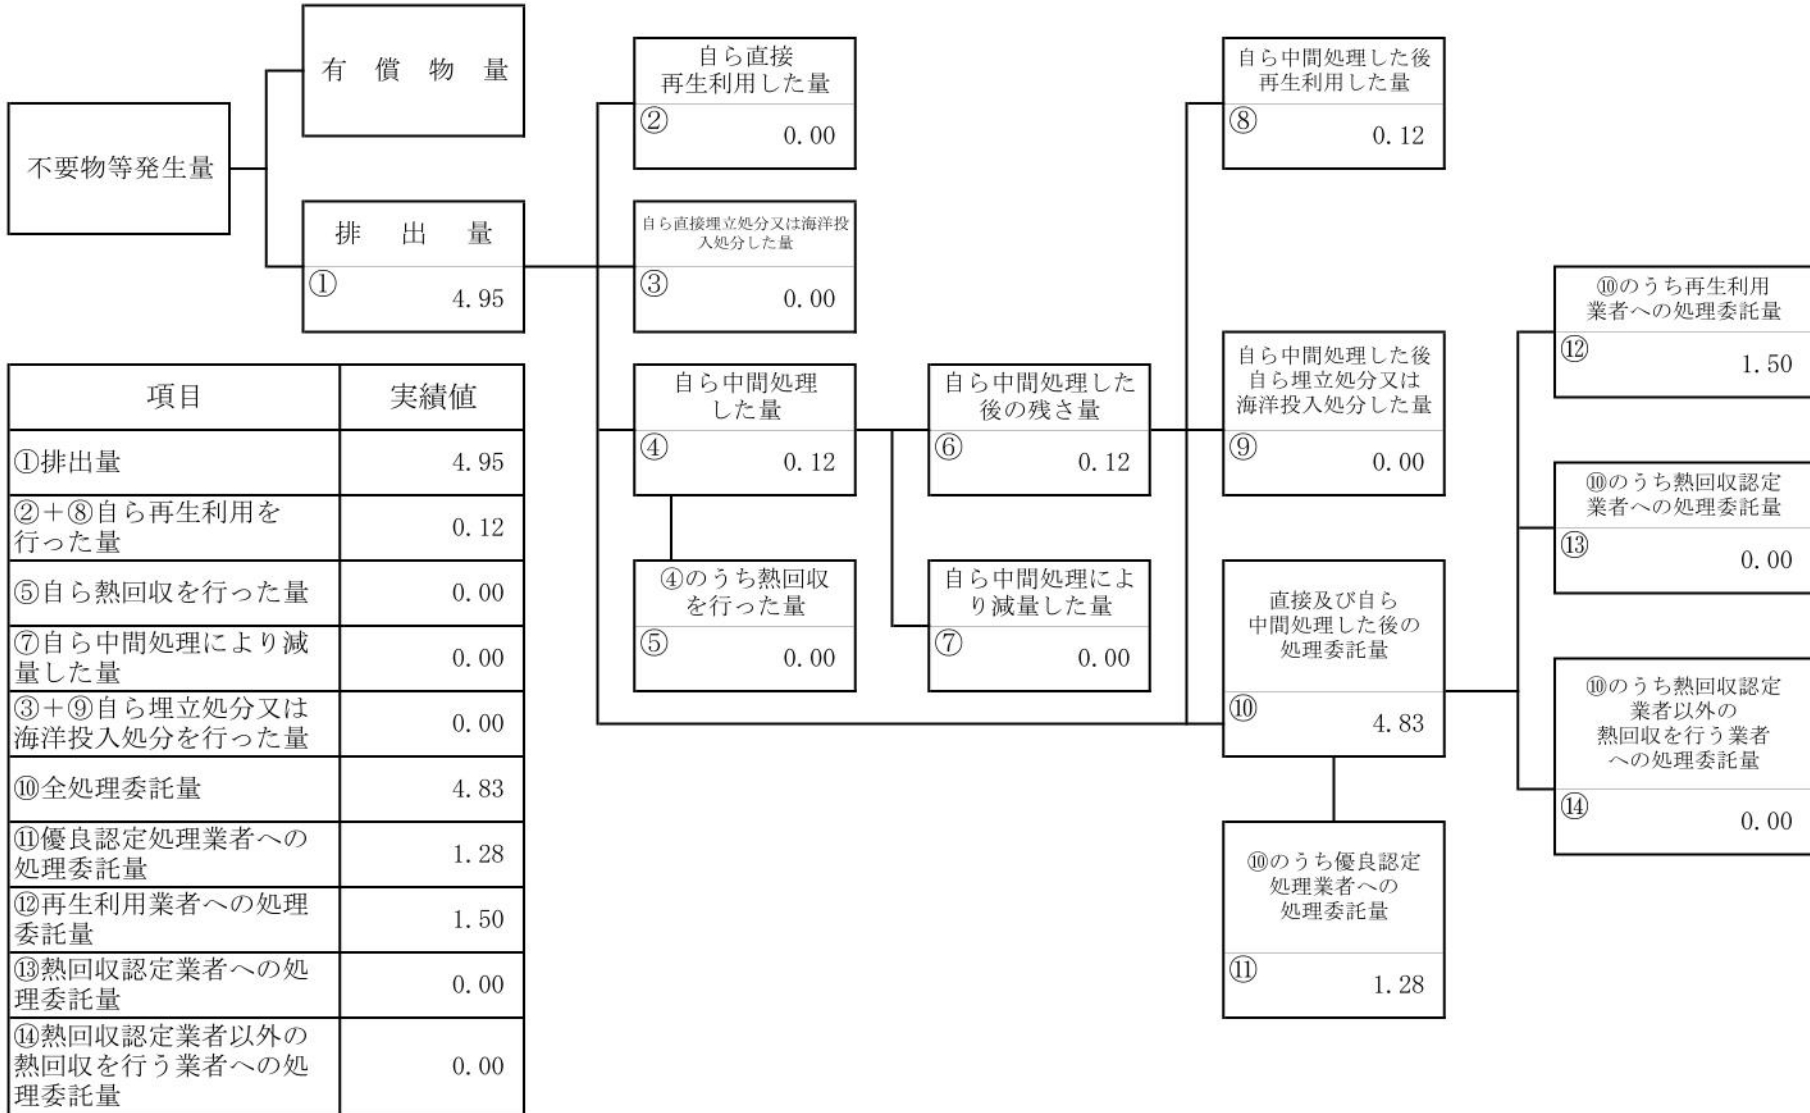 不要物等発生量
有 償 物 量
排 出 量
①
4.95
自ら直接
再生利用した量
②
0.00
自ら直接埋立処分又は海洋投
入処分した量
③
0.00
自ら中間処理
した量
④
0.12
④のうち熱回収
を行った量
⑤
0.00
自ら中間処理した
後の残さ量
⑥
0.12
自ら中間処理によ
り減量した量
⑦
0.00
自ら中間処理した後
再生利用した量
⑧
0.12
自ら中間処理した後
自ら埋立処分又は
海洋投入処分した量
⑨
0.00
直接及び自ら
中間処理した後の
処理委託量
⑩
4.83
⑩のうち優良認定
処理業者への
処理委託量
⑪
1.28
⑩のうち再生利用
業者への処理委託量
⑫
1.50
⑩のうち熱回収認定
業者への処理委託量
⑬
0.00
⑩のうち熱回収認定
業者以外の
熱回収を行う業者
への処理委託量
⑭
0.00
項目 実績値
①排出量 4.95
②＋⑧自ら再生利用を
行った量 0.12
⑤自ら熱回収を行った量 0.00
⑦自ら中間処理により減
量した量 0.00
③＋⑨自ら埋立処分又は
海洋投入処分を行った量 0.00
⑩全処理委託量 4.83
⑪優良認定処理業者への
処理委託量 1.28
⑫再生利用業者への処理
委託量 1.50
⑬熱回収認定業者への処
理委託量 0.00
⑭熱回収認定業者以外の
熱回収を行う業者への処
理委託量 0.00